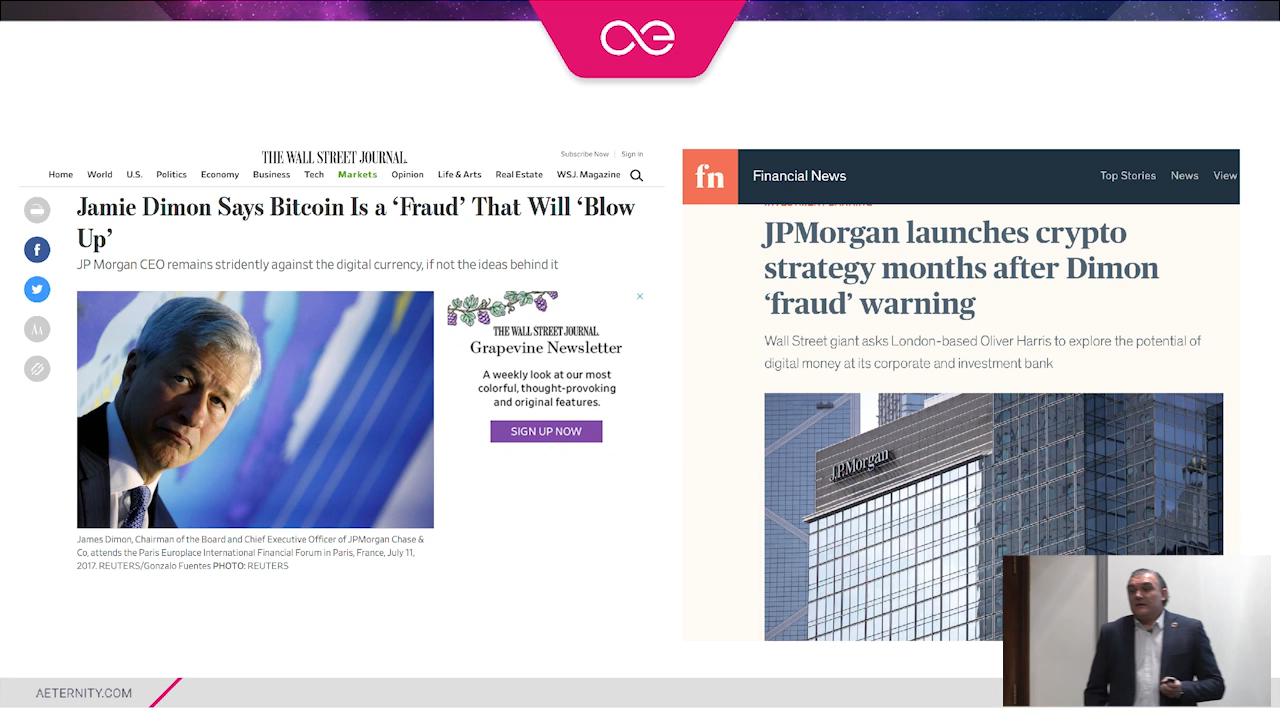 THE WALL STREET JOURNAL.
Subscribe Now | Sign In
Home World U.S. Politics Economy Business Tech Markets Opinion Life & Arts Real Estate WSJ. Magazine
Jamie Dimon Says Bitcoin Is a ‘Fraud’ That Will ‘Blow
Up’
JP Morgan CEO remains stridently against the digital currency, if not the ideas behind it
THE WALL STREET JOURNAL.
Grapevine Newsletter
A weekly look at our most
colorful, thought-provoking
and original features.
SIGN UP NOW
James Dimon, Chairman of the Board and Chief Executive Officer of JPMorgan Chase &
Co, attends the Paris Europlace International Financial Forum in Paris, France, July 11,
2017. REUTERS/Gonzalo Fuentes PHOTO: REUTERS
fn Financial News Top Stories News View
JPMorgan launches crypto
strategy months after Dimon
‘fraud’ warning
Wall Street giant asks London-based Oliver Harris to explore the potential of
digital money at its corporate and investment bank
J.P.Morgan
AETERNITY.COM